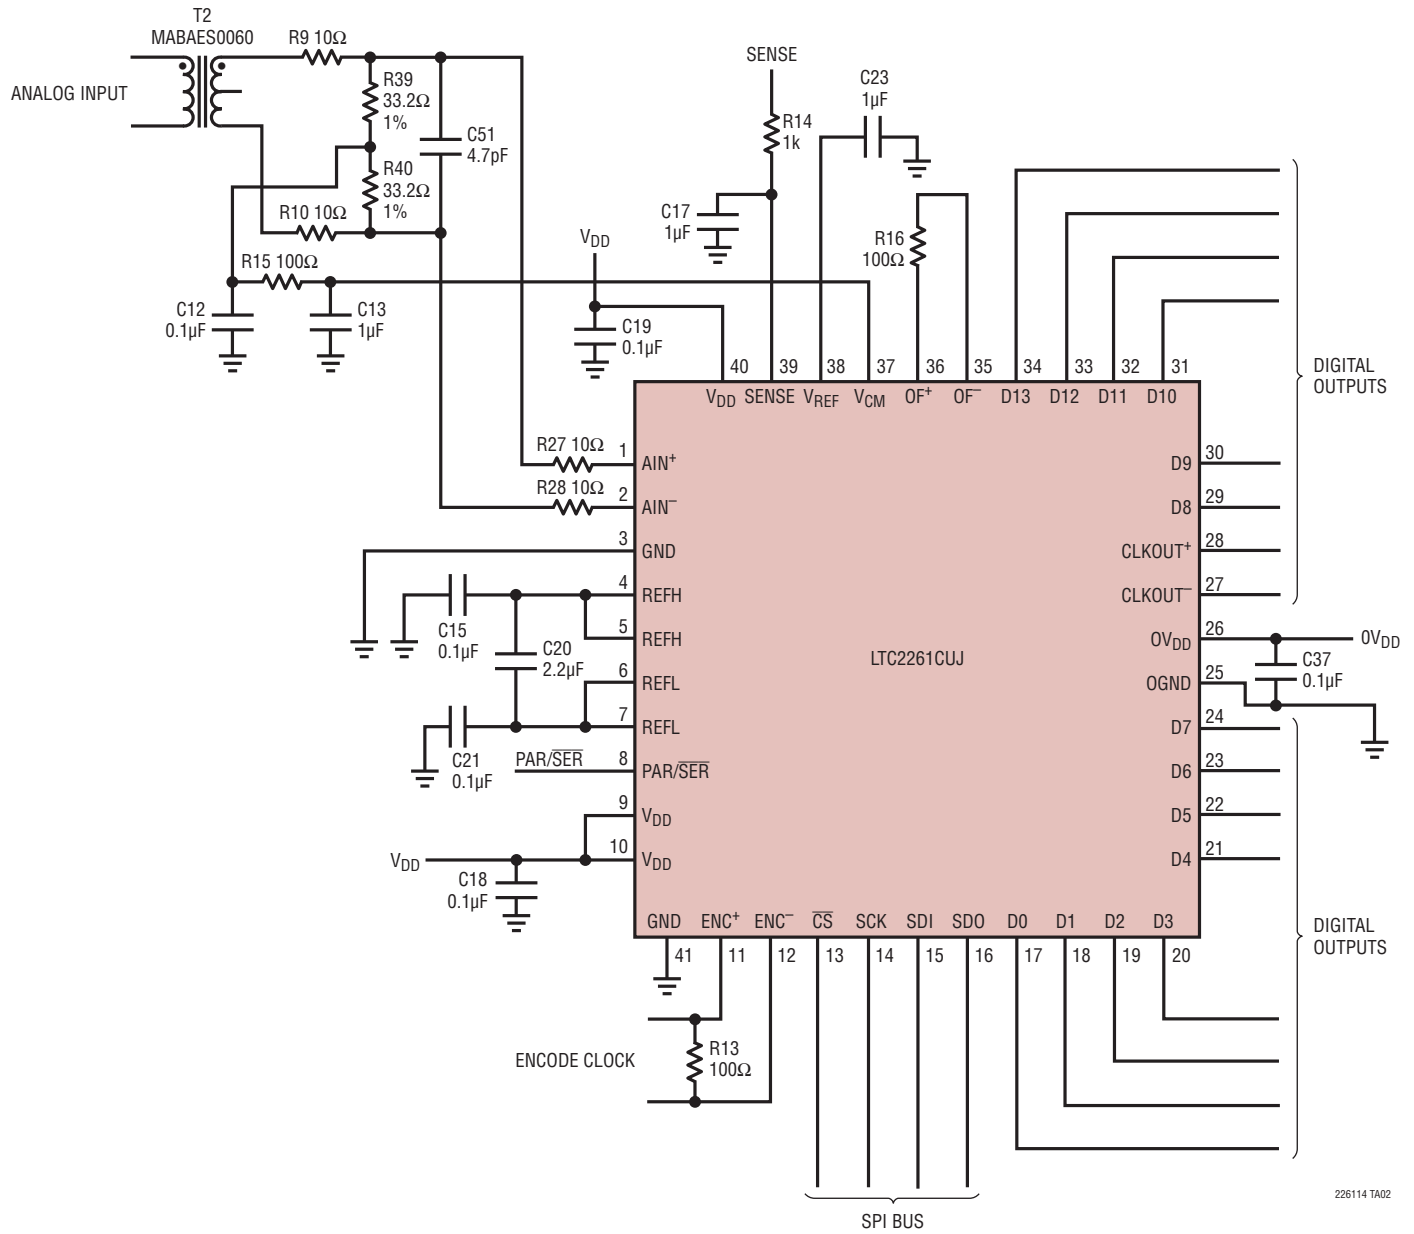 T2
MABAES0060
ANALOG INPUT
R9 10Ω
R39
33.2Ω
1%
C51
4.7pF
R40
33.2Ω
1%
R10 10Ω
R15 100Ω
C12
0.1µF
C13
1µF
SENSE
R14
1k
C17
1µF
C23
1µF
R16
100Ω
VDD
C19
0.1µF
40 39 38 37 36 35 34 33 32 31
VDD SENSE VREF VCM OF+ OF– D13 D12 D11 D10
DIGITAL
OUTPUTS
R27 10Ω
1 AIN+
R28 10Ω
2 AIN–
3 GND
4 REFH
5 REFH
6 REFL
7 REFL
PAR/S̅E̅R̅ 8 PAR/S̅E̅R̅
9 VDD
VDD 10 VDD
C15
0.1µF
C20
2.2µF
C21
0.1µF
C18
0.1µF
LTC2261CUJ
D9 30
D8 29
CLKOUT+ 28
CLKOUT– 27
OVDD 26 0VDD
OGND 25
C37
0.1µF
D7 24
D6 23
D5 22
D4 21
GND ENC+ ENC– C̅S̅ SCK SDI SDO D0 D1 D2 D3
41 11 12 13 14 15 16 17 18 19 20
DIGITAL
OUTPUTS
ENCODE CLOCK
R13
100Ω
SPI BUS
226114 TA02